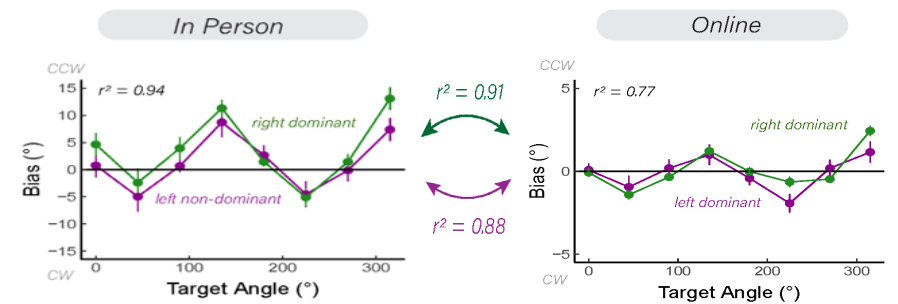 In Person
Online
CCW
r² = 0.94
15
10
5
0
−5
−10
−15
Bias (°)
right dominant
left non-dominant
CW
0
100
200
300
Target Angle (°)
r² = 0.91
r² = 0.88
CCW
r² = 0.77
5
0
−5
Bias (°)
right dominant
left dominant
CW
0
100
200
300
Target Angle (°)